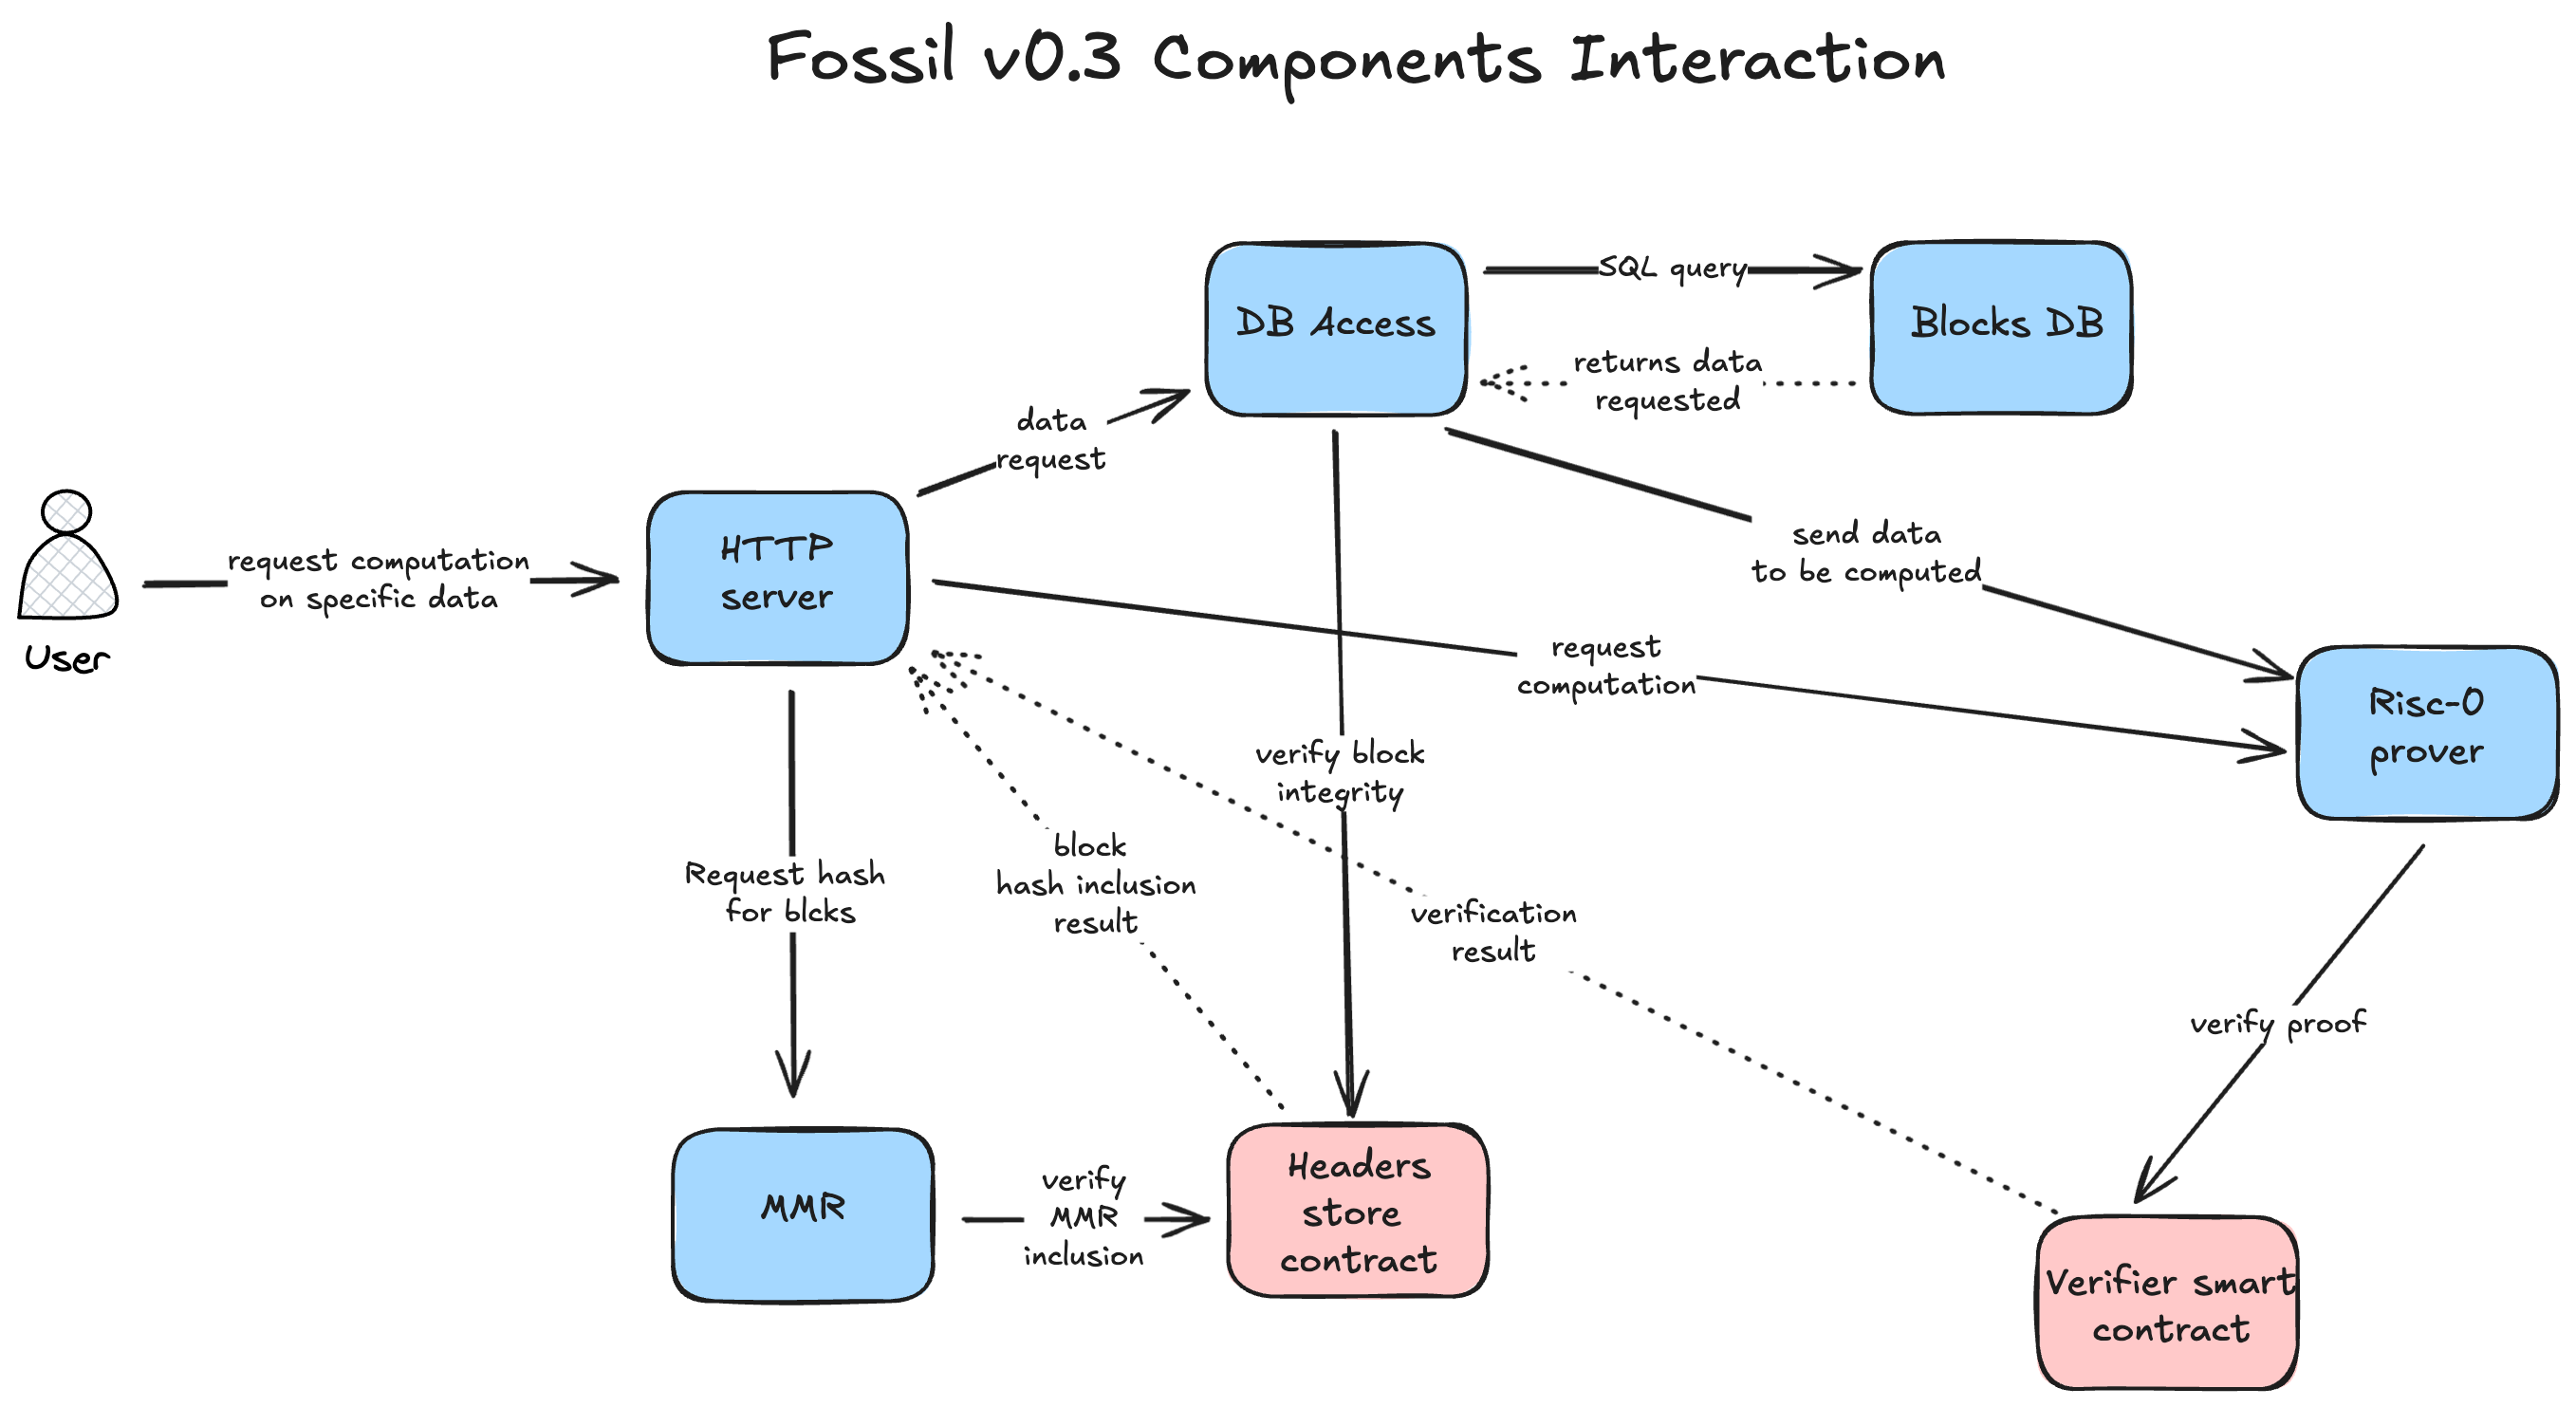 Fossil v0.3 Components Interaction
DB Access
SQL query
Blocks DB
returns data
requested
data
request
User
request computation
on specific data
HTTP
server
send data
to be computed
request
computation
Risc-0
prover
verify block
integrity
Request hash
for blcks
block
hash inclusion
result
verification
result
verify proof
MMR
verify
MMR
inclusion
Headers
store
contract
Verifier smart
contract